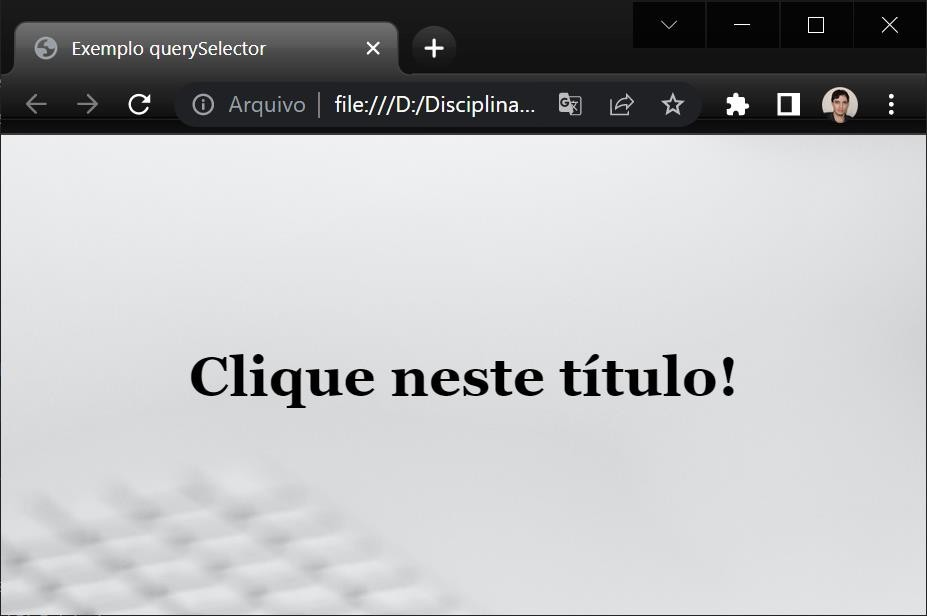 Exemplo querySelector
Arquivo | file:///D:/Disciplina...
Clique neste título!